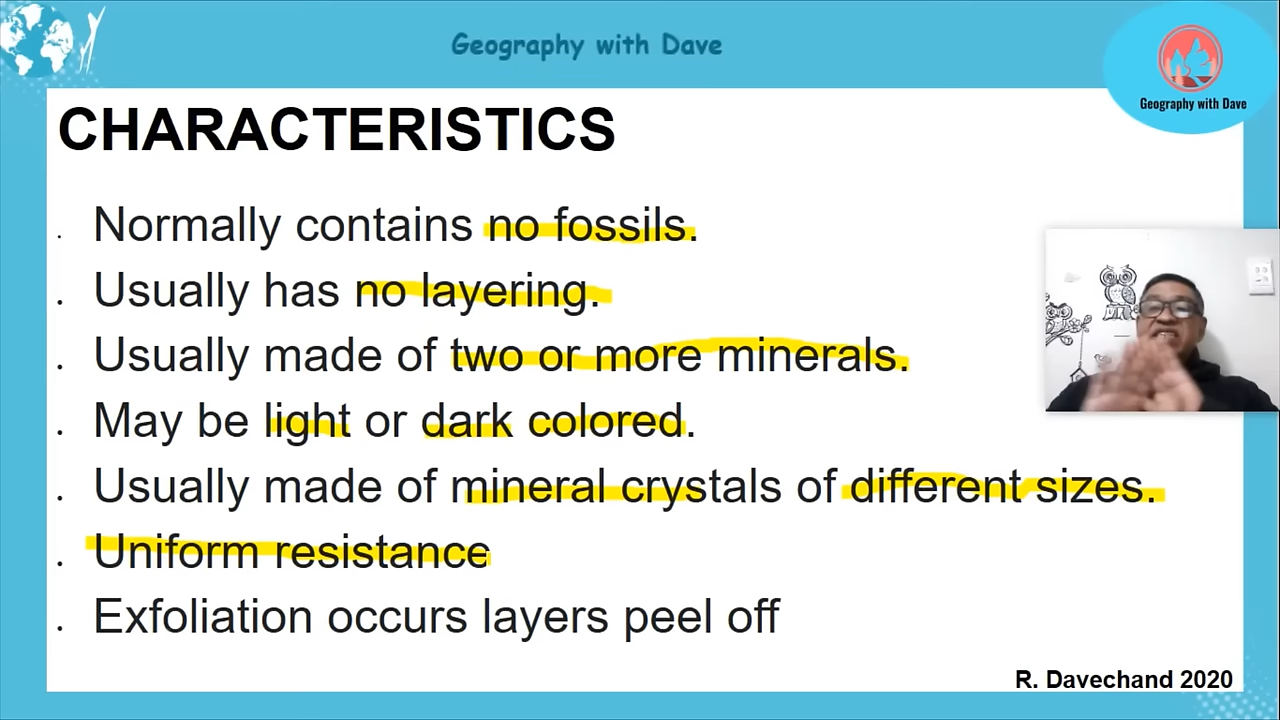 Geography with Dave
Geography with Dave
CHARACTERISTICS
. Normally contains no fossils.
. Usually has no layering.
. Usually made of two or more minerals.
. May be light or dark colored.
. Usually made of mineral crystals of different sizes.
. Uniform resistance
. Exfoliation occurs layers peel off
R. Davechand 2020